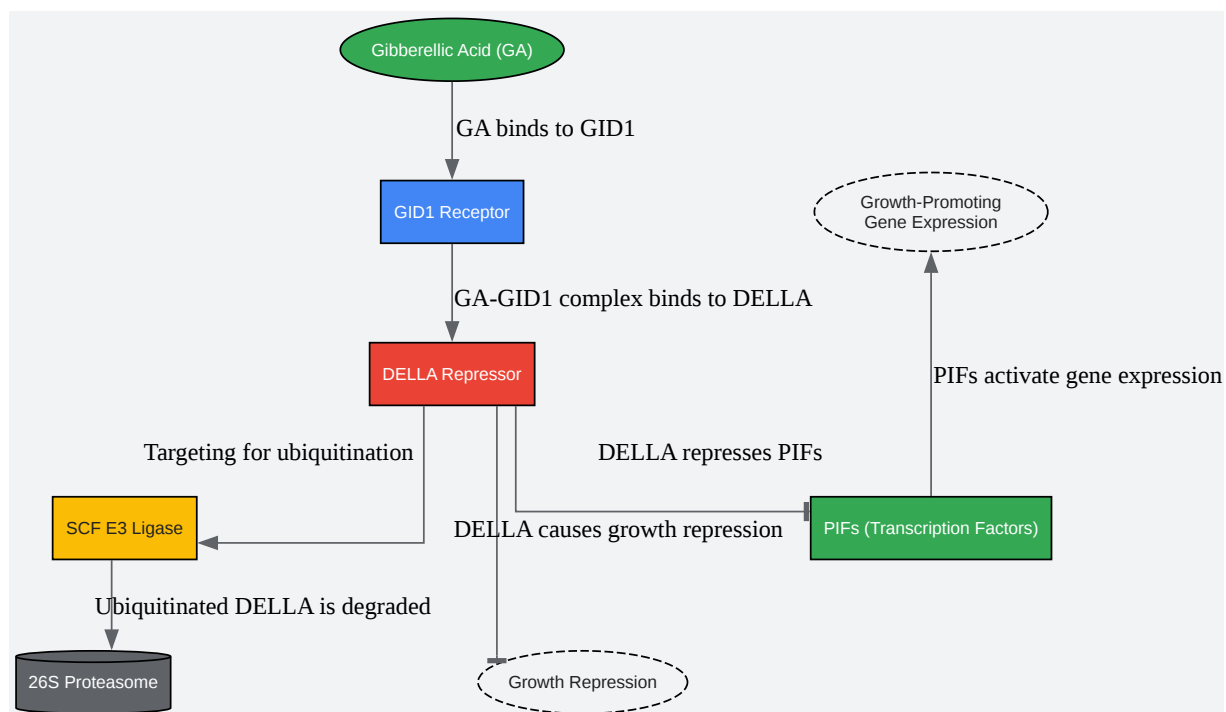 Gibberellic Acid (GA)
GA binds to GID1
GID1 Receptor
Growth-Promoting
Gene Expression
GA-GID1 complex binds to DELLA
DELLA Repressor
PIFs activate gene expression
Targeting for ubiquitination
DELLA represses PIFs
SCF E3 Ligase
DELLA causes growth repression
PIFs (Transcription Factors)
Ubiquitinated DELLA is degraded
26S Proteasome
Growth Repression